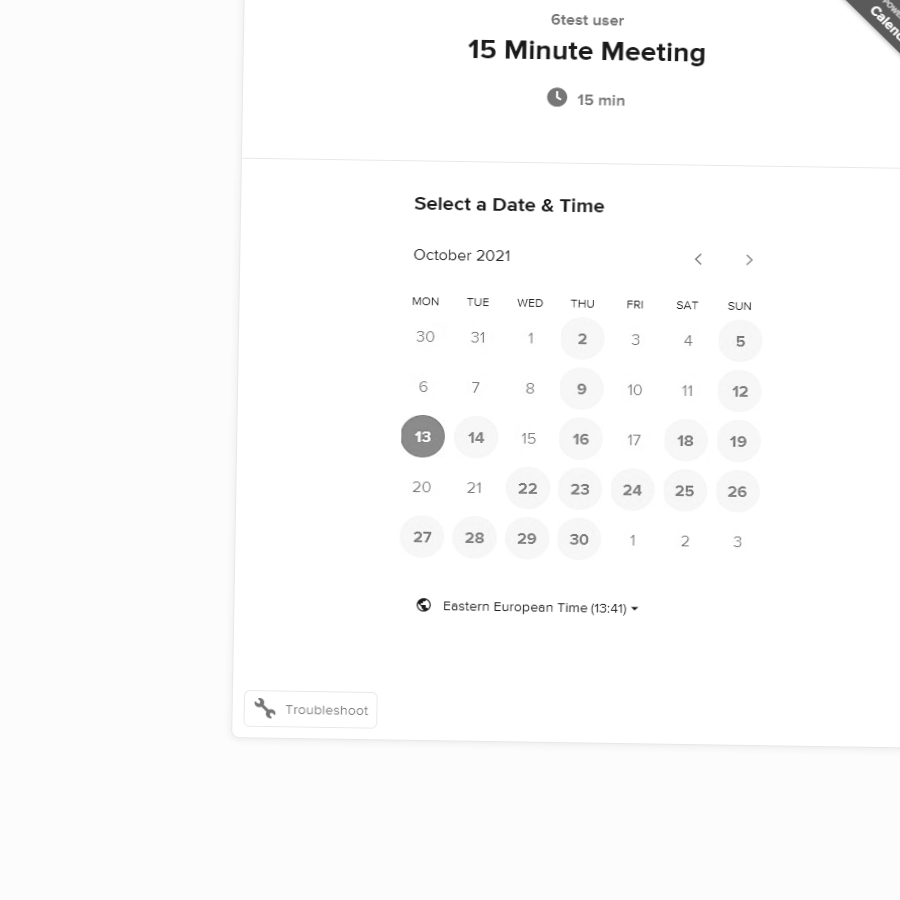 6test user
15 Minute Meeting
15 min
Select a Date & Time
October 2021
MON TUE WED THU FRI SAT SUN
30 31 1 2 3 4 5
6 7 8 9 10 11 12
13 14 15 16 17 18 19
20 21 22 23 24 25 26
27 28 29 30 1 2 3
Eastern European Time (13:41)
Troubleshoot